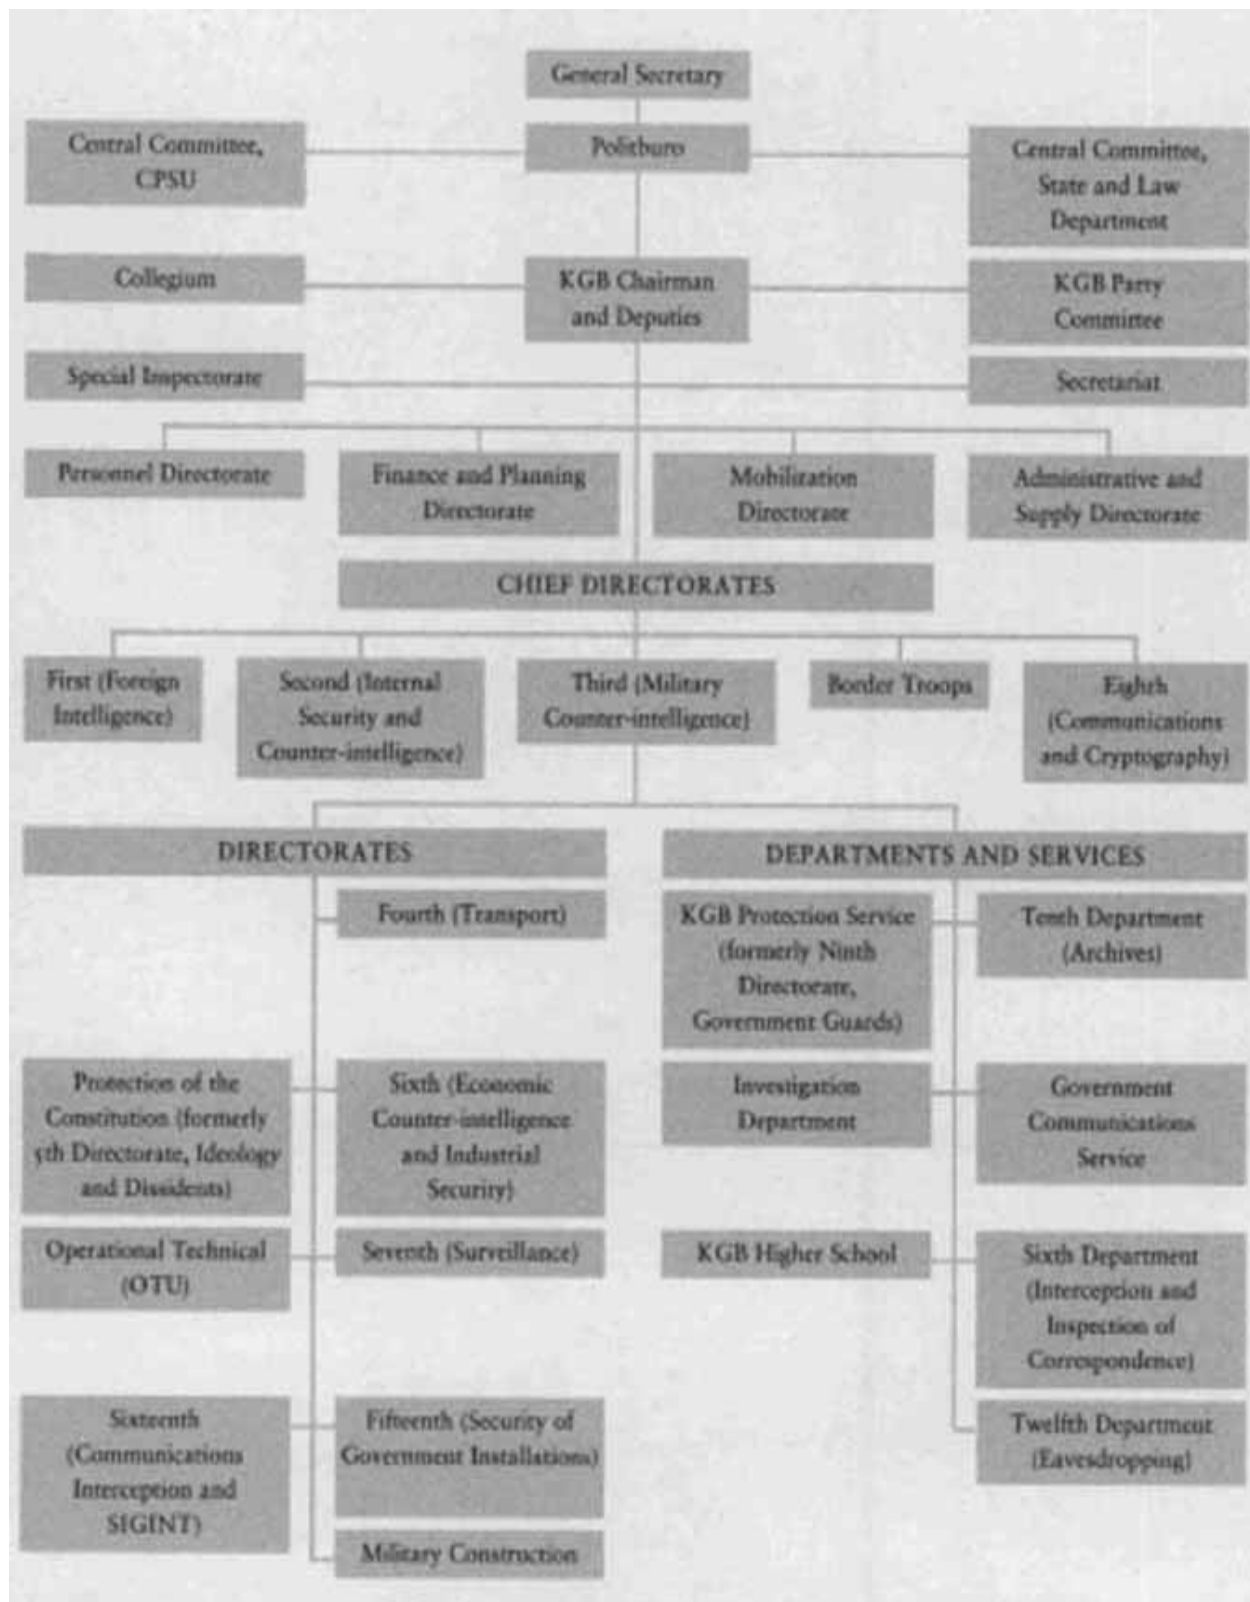 General Secretary
Central Committee,
CPSU
Politburo
Central Committee,
State and Law
Department
Collegium
KGB Chairman
and Deputies
KGB Party
Committee
Special Inspectorate
Secretariat
Personnel Directorate
Finance and Planning
Directorate
Mobilization
Directorate
Administrative and
Supply Directorate
CHIEF DIRECTORATES
First (Foreign
Intelligence)
Second (Internal
Security and
Counter-intelligence)
Third (Military
Counter-intelligence)
Border Troops
Eighth
(Communications
and Cryptography)
DIRECTORATES
Fourth (Transport)
Protection of the
Constitution (formerly
5th Directorate, Ideology
and Dissidents)
Sixth (Economic
Counter-intelligence
and Industrial
Security)
Operational Technical
(OTU)
Seventh (Surveillance)
Sixteenth
(Communications
Interception and
SIGINT)
Fifteenth (Security of
Government Installations)
Military Construction
DEPARTMENTS AND SERVICES
KGB Protection Service
(formerly Ninth
Directorate,
Government Guards)
Tenth Department
(Archives)
Investigation
Department
Government
Communications
Service
KGB Higher School
Sixth Department
(Interception and
Inspection of
Correspondence)
Twelfth Department
(Eavesdropping)